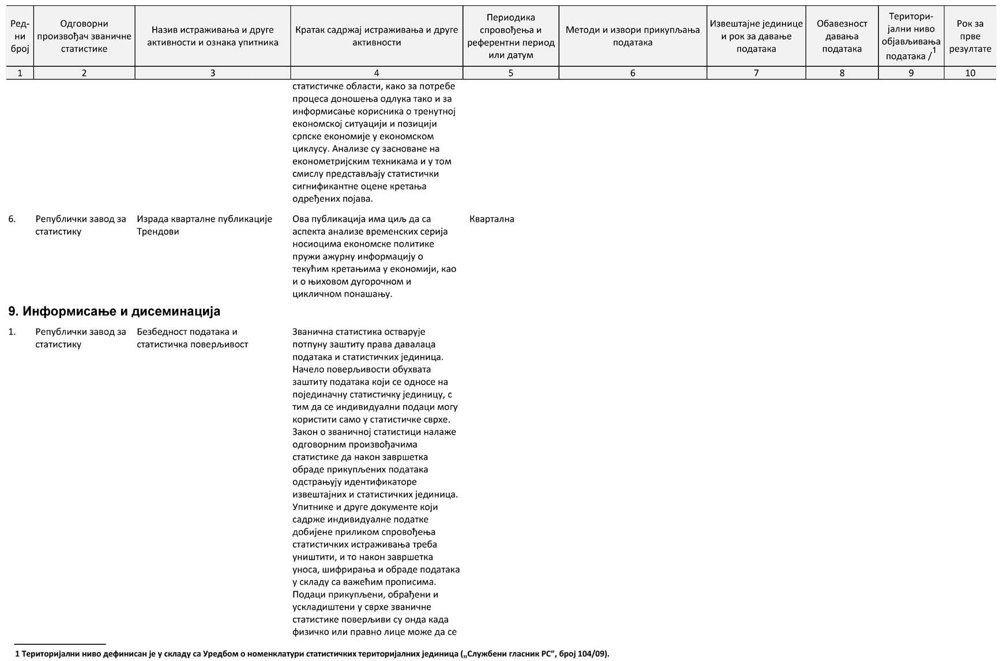 Ред-
ни
број
Одговорни
произвођач званичне
статистике
Назив истраживања и друге
активности и ознака упитника
Кратак садржај истраживања и друге
активности
Периодика
спровођења и
референтни период
или датум
Методи и извори прикупљања
података
Извештајне јединице
и рок за давање
података
Обавезност
давања
података
Територи-
јални ниво
објављивања
података /1
Рок за
прве
резултате
1 2 3 4 5 6 7 8 9 10
статистичке области, како за потребе
процеса доношења одлука тако и за
информисање корисника о тренутној
економској ситуацији и позицији
српске економије у економском
циклусу. Анализе су засноване на
економетријским техникама и у том
смислу представљају статистички
сигнификантне оцене кретања
одређених појава.
6.
Републички завод за
статистику
Израда кварталне публикације
Трендови
Ова публикација има циљ да са
аспекта анализе временских серија
носиоцима економске политике
пружи ажурну информацију о
текућим кретањима у економији, као
и о њиховом дугорочном и
цикличном понашању.
Квартална
9. Информисање и дисеминација
1.
Републички завод за
статистику
Безбедност података и
статистичка поверљивост
Званична статистика остварује
потпуну заштиту права давалаца
података и статистичких јединица.
Начело поверљивости обухвата
заштиту података који се односе на
појединачну статистичку јединицу, с
тим да се индивидуални подаци могу
користити само у статистичке сврхе.
Закон о званичној статистици налаже
одговорним произвођачима
статистике да након завршетка
обраде прикупљених података
одстрањују идентификаторе
извештајних и статистичких јединица.
Упитнике и друге документе који
садрже индивидуалне податке
добијене приликом спровођења
статистичких истраживања треба
уништити, и то након завршетка
уноса, шифрирања и обраде података
у складу са важећим прописима.
Подаци прикупљени, обрађени и
ускладиштени у сврхе званичне
статистике поверљиви су онда када
физичко или правно лице може да се
1 Територијални ниво дефинисан је у складу са Уредбом о номенклатури статистичких територијалних јединица („Службени гласник РС”, број 104/09).